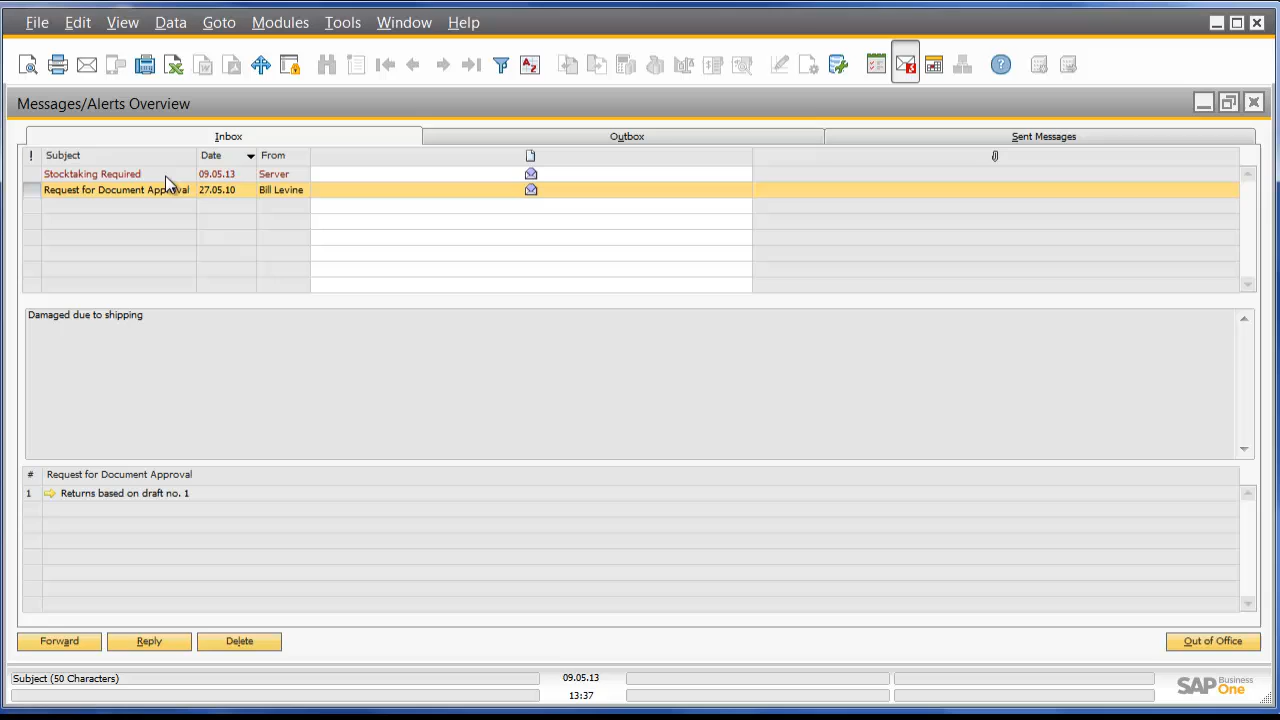 File Edit View Data Goto Modules Tools Window Help
Messages/Alerts Overview
Inbox Outbox Sent Messages
! Subject Date From
Stocktaking Required 09.05.13 Server
Request for Document Approval 27.05.10 Bill Levine
Damaged due to shipping
# Request for Document Approval
1 Returns based on draft no. 1
Forward Reply Delete Out of Office
Subject (50 Characters) 09.05.13
13:37
SAP Business One